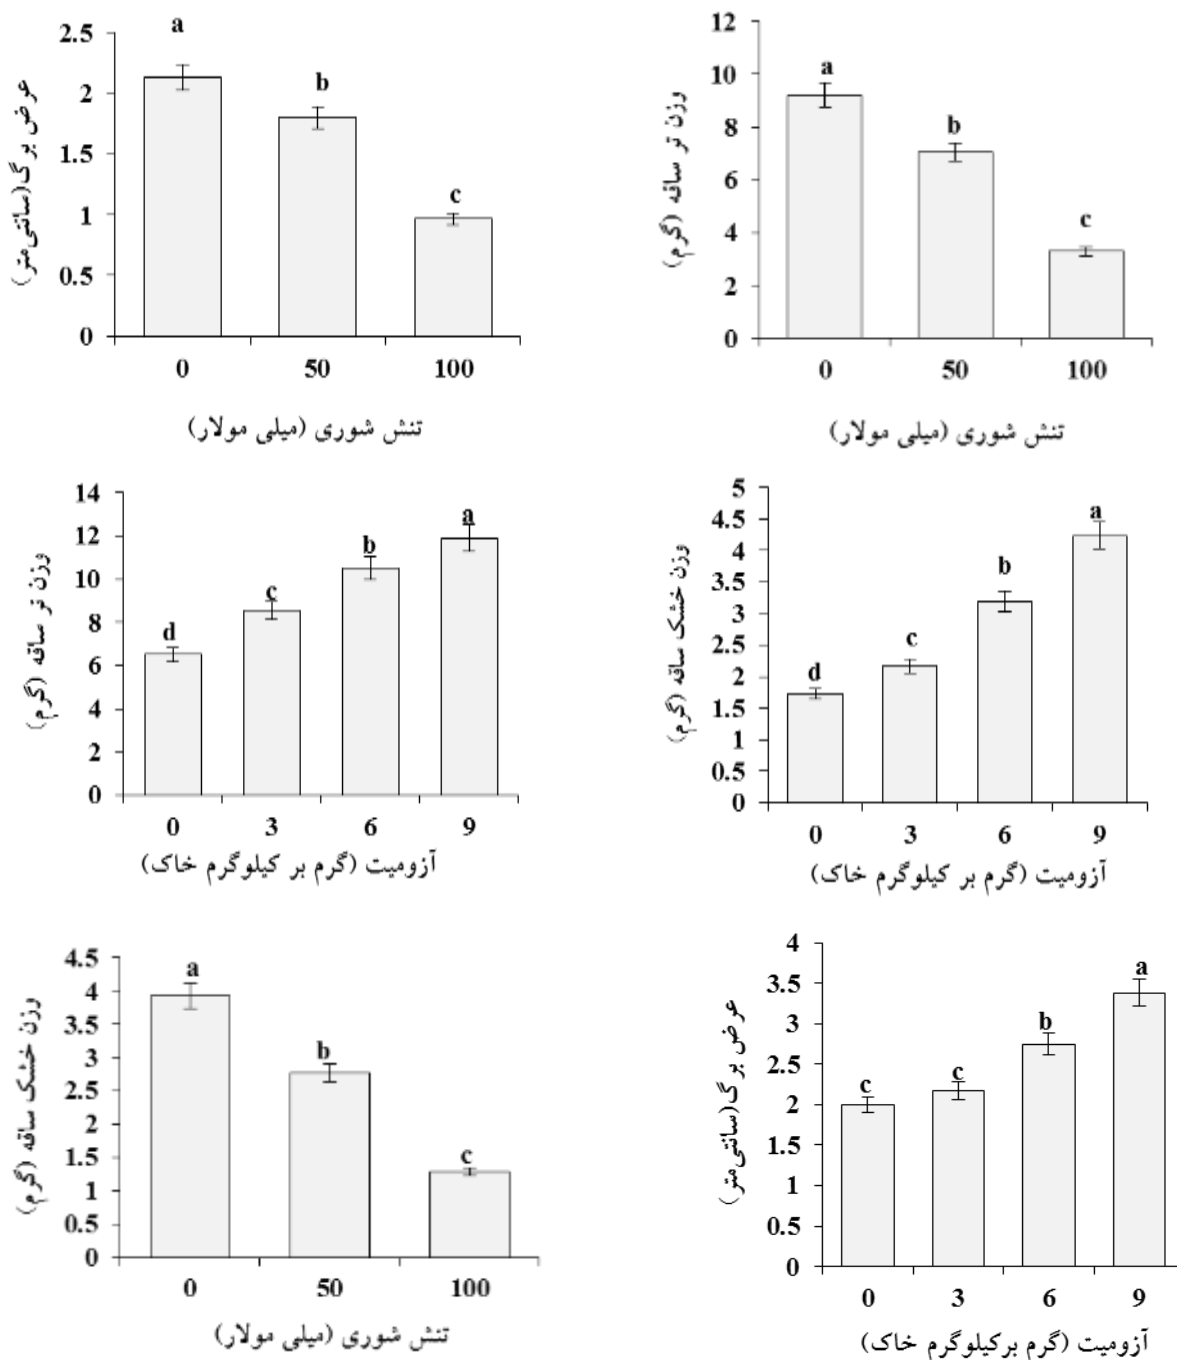 عرض برگ(سانتی‌متر)
2.5
2
1.5
1
0.5
0
a
b
c
0 50 100
تنش شوری (میلی مولار)
وزن تر ساقه (گرم)
12
10
8
6
4
2
0
a
b
c
0 50 100
تنش شوری (میلی مولار)
وزن تر ساقه (گرم)
14
12
10
8
6
4
2
0
d
c
b
a
0 3 6 9
آزومیت (گرم بر کیلوگرم خاک)
وزن خشک ساقه (گرم)
5
4.5
4
3.5
3
2.5
2
1.5
1
0.5
0
d
c
b
a
0 3 6 9
آزومیت (گرم بر کیلوگرم خاک)
وزن خشک ساقه (گرم)
4.5
4
3.5
3
2.5
2
1.5
1
0.5
0
a
b
c
0 50 100
تنش شوری (میلی مولار)
عرض برگ(سانتی‌متر)
4
3.5
3
2.5
2
1.5
1
0.5
0
c
c
b
a
0 3 6 9
آزومیت (گرم برکیلوگرم خاک)